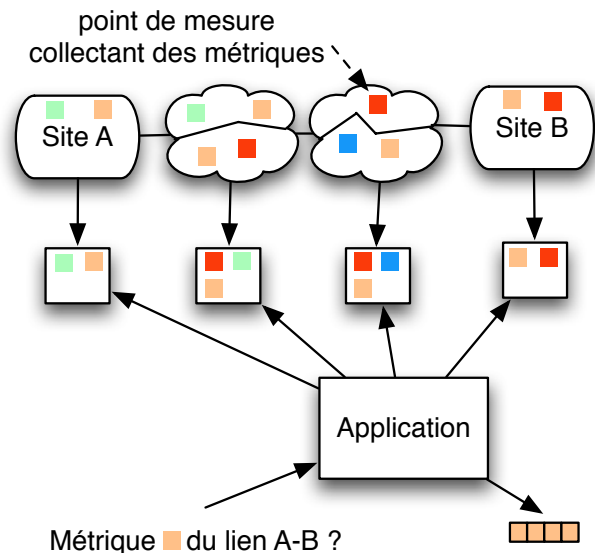 point de mesure
collectant des métriques
Site A
Site B
Application
Métrique du lien A-B ?